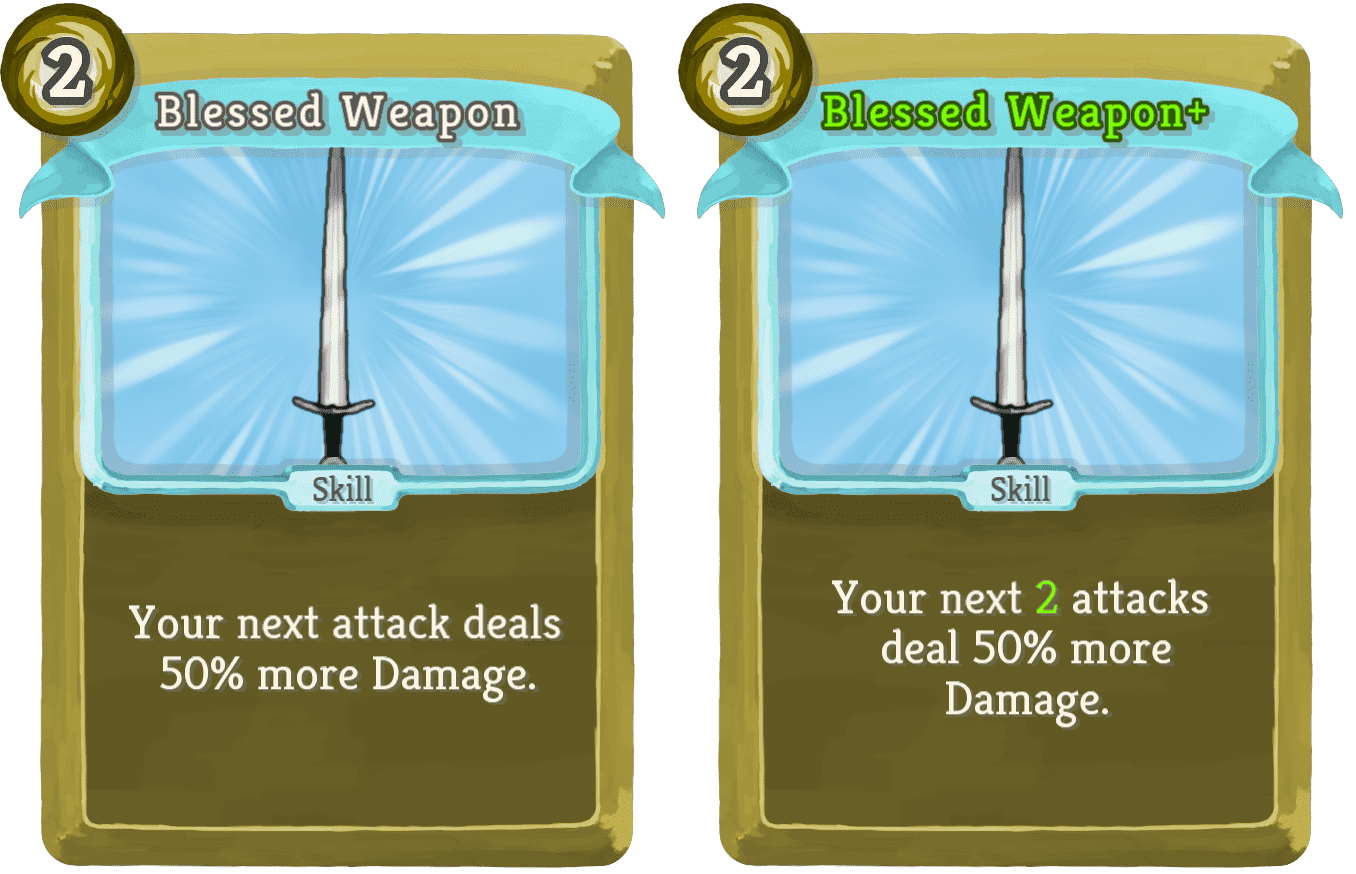 2
Blessed Weapon
Skill
Your next attack deals
50% more Damage.
2
Blessed Weapon+
Skill
Your next 2 attacks
deal 50% more
Damage.